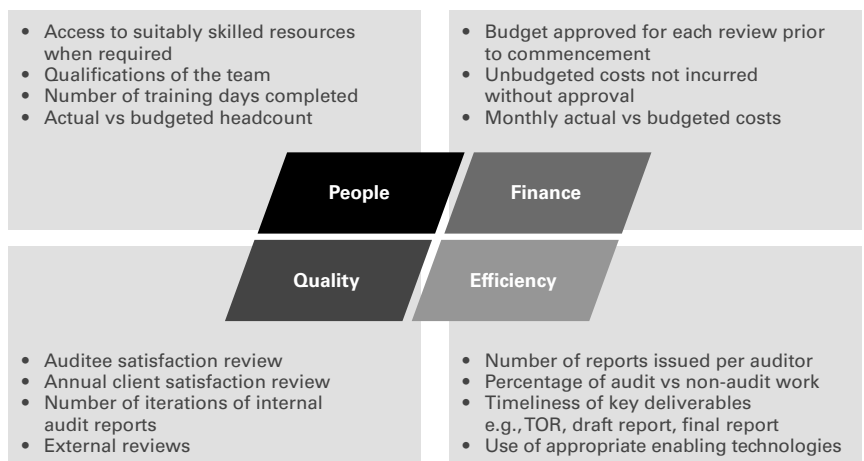 • Access to suitably skilled resources
when required
• Qualifications of the team
• Number of training days completed
• Actual vs budgeted headcount
• Budget approved for each review prior
to commencement
• Unbudgeted costs not incurred
without approval
• Monthly actual vs budgeted costs
People
Finance
Quality
Efficiency
• Auditee satisfaction review
• Annual client satisfaction review
• Number of iterations of internal
audit reports
• External reviews
• Number of reports issued per auditor
• Percentage of audit vs non-audit work
• Timeliness of key deliverables
e.g., TOR, draft report, final report
• Use of appropriate enabling technologies